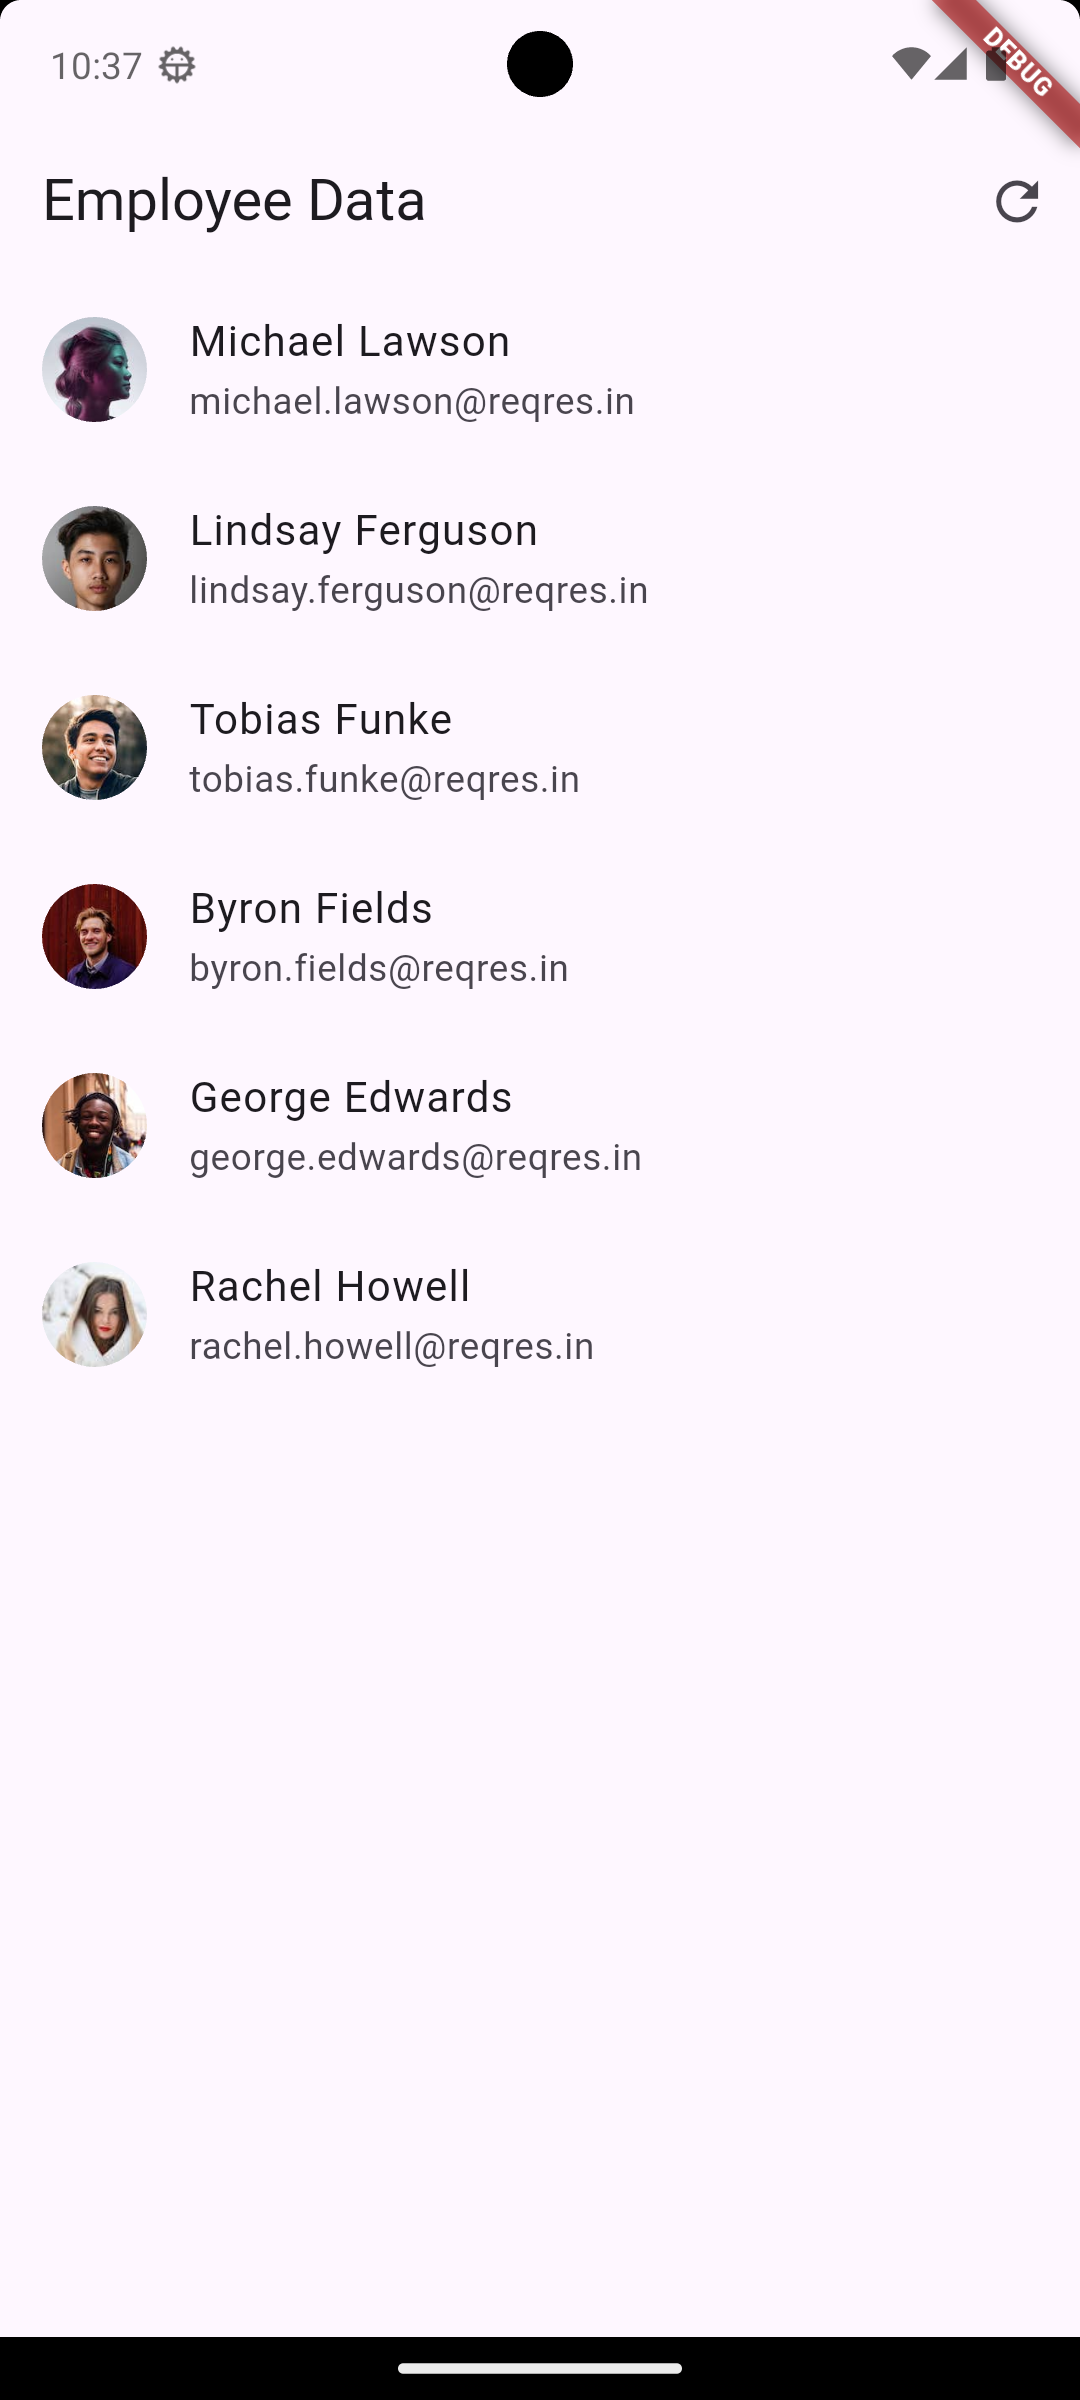 10:37
DEBUG
Employee Data
Michael Lawson
michael.lawson@reqres.in
Lindsay Ferguson
lindsay.ferguson@reqres.in
Tobias Funke
tobias.funke@reqres.in
Byron Fields
byron.fields@reqres.in
George Edwards
george.edwards@reqres.in
Rachel Howell
rachel.howell@reqres.in